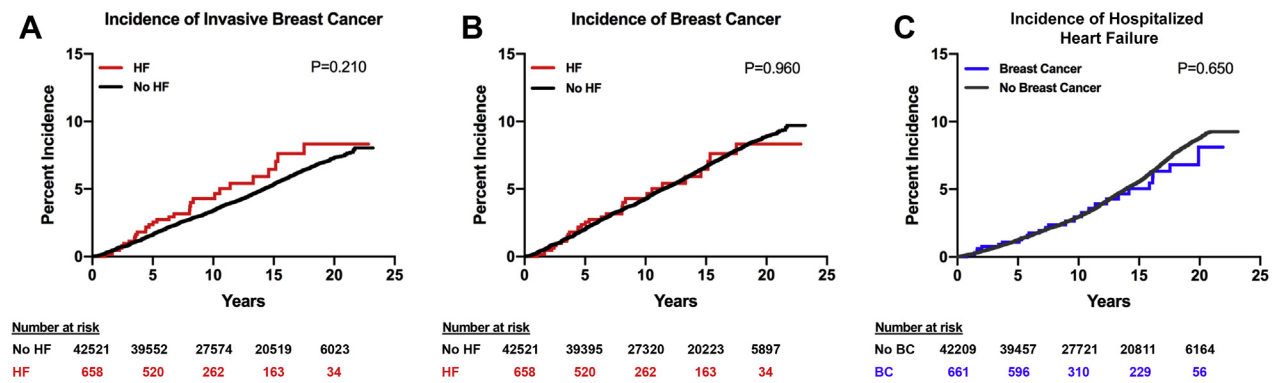 A
Incidence of Invasive Breast Cancer
15
10
5
0
Percent Incidence
HF
No HF
P=0.210
0 5 10 15 20 25
Years
Number at risk
No HF 42521 39552 27574 20519 6023
HF 658 520 262 163 34
B
Incidence of Breast Cancer
15
10
5
0
Percent Incidence
HF
No HF
P=0.960
0 5 10 15 20 25
Years
Number at risk
No HF 42521 39395 27320 20223 5897
HF 658 520 262 163 34
C
Incidence of Hospitalized
Heart Failure
15
10
5
0
Percent Incidence
Breast Cancer
No Breast Cancer
P=0.650
0 5 10 15 20 25
Years
Number at risk
No BC 42209 39457 27721 20811 6164
BC 661 596 310 229 56